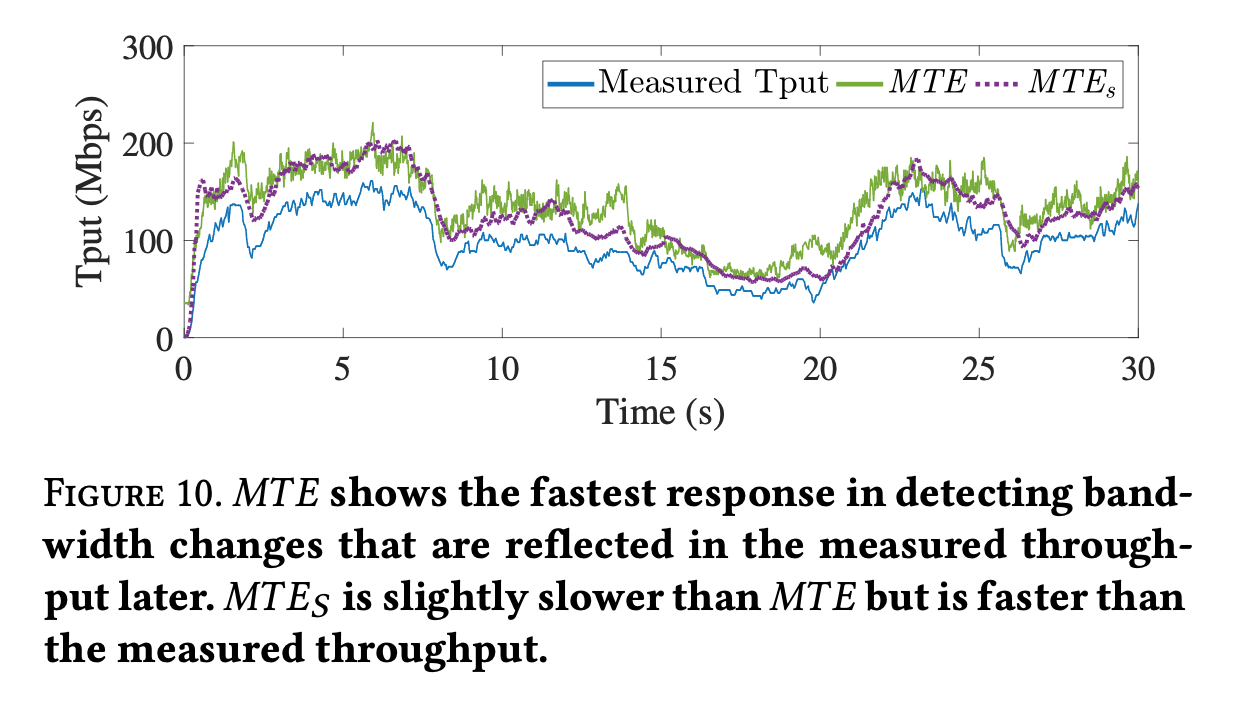 300
200
100
0
Tput (Mbps)
Measured Tput MTE MTEs
0 5 10 15 20 25 30
Time (s)
FIGURE 10. MTE shows the fastest response in detecting band-
width changes that are reflected in the measured through-
put later. MTES is slightly slower than MTE but is faster than
the measured throughput.